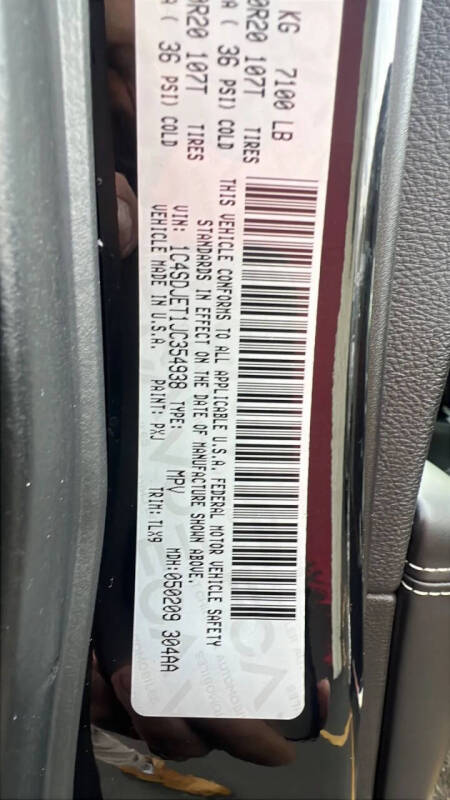 KG 7100 LB
0R20 107T TIRES
A ( 36 PSI) COLD
0R20 107T TIRES
A ( 36 PSI) COLD
THIS VEHICLE CONFORMS TO ALL APPLICABLE U.S.A. FEDERAL MOTOR VEHICLE SAFETY
STANDARDS IN EFFECT ON THE DATE OF MANUFACTURE SHOWN ABOVE.
VIN: 1C4SDJET1JC354938 TYPE: MPV MDH:050209 304AA
VEHICLE MADE IN U.S.A. PAINT: PXJ TRIM: TLX9